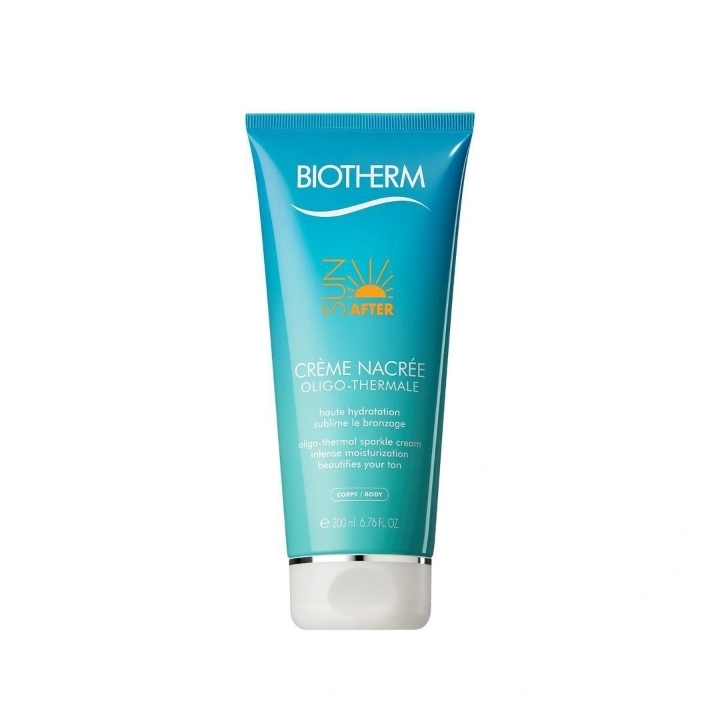 BIOTHERM
SUN
AFTER
CRÈME NACRÉE
OLIGO-THERMALE
haute hydratation
sublime le bronzage
oligo-thermal sparkle cream
intense moisturization
beautifies your tan
CORPS / BODY
℮ 200 ml 6.76 FL.OZ.